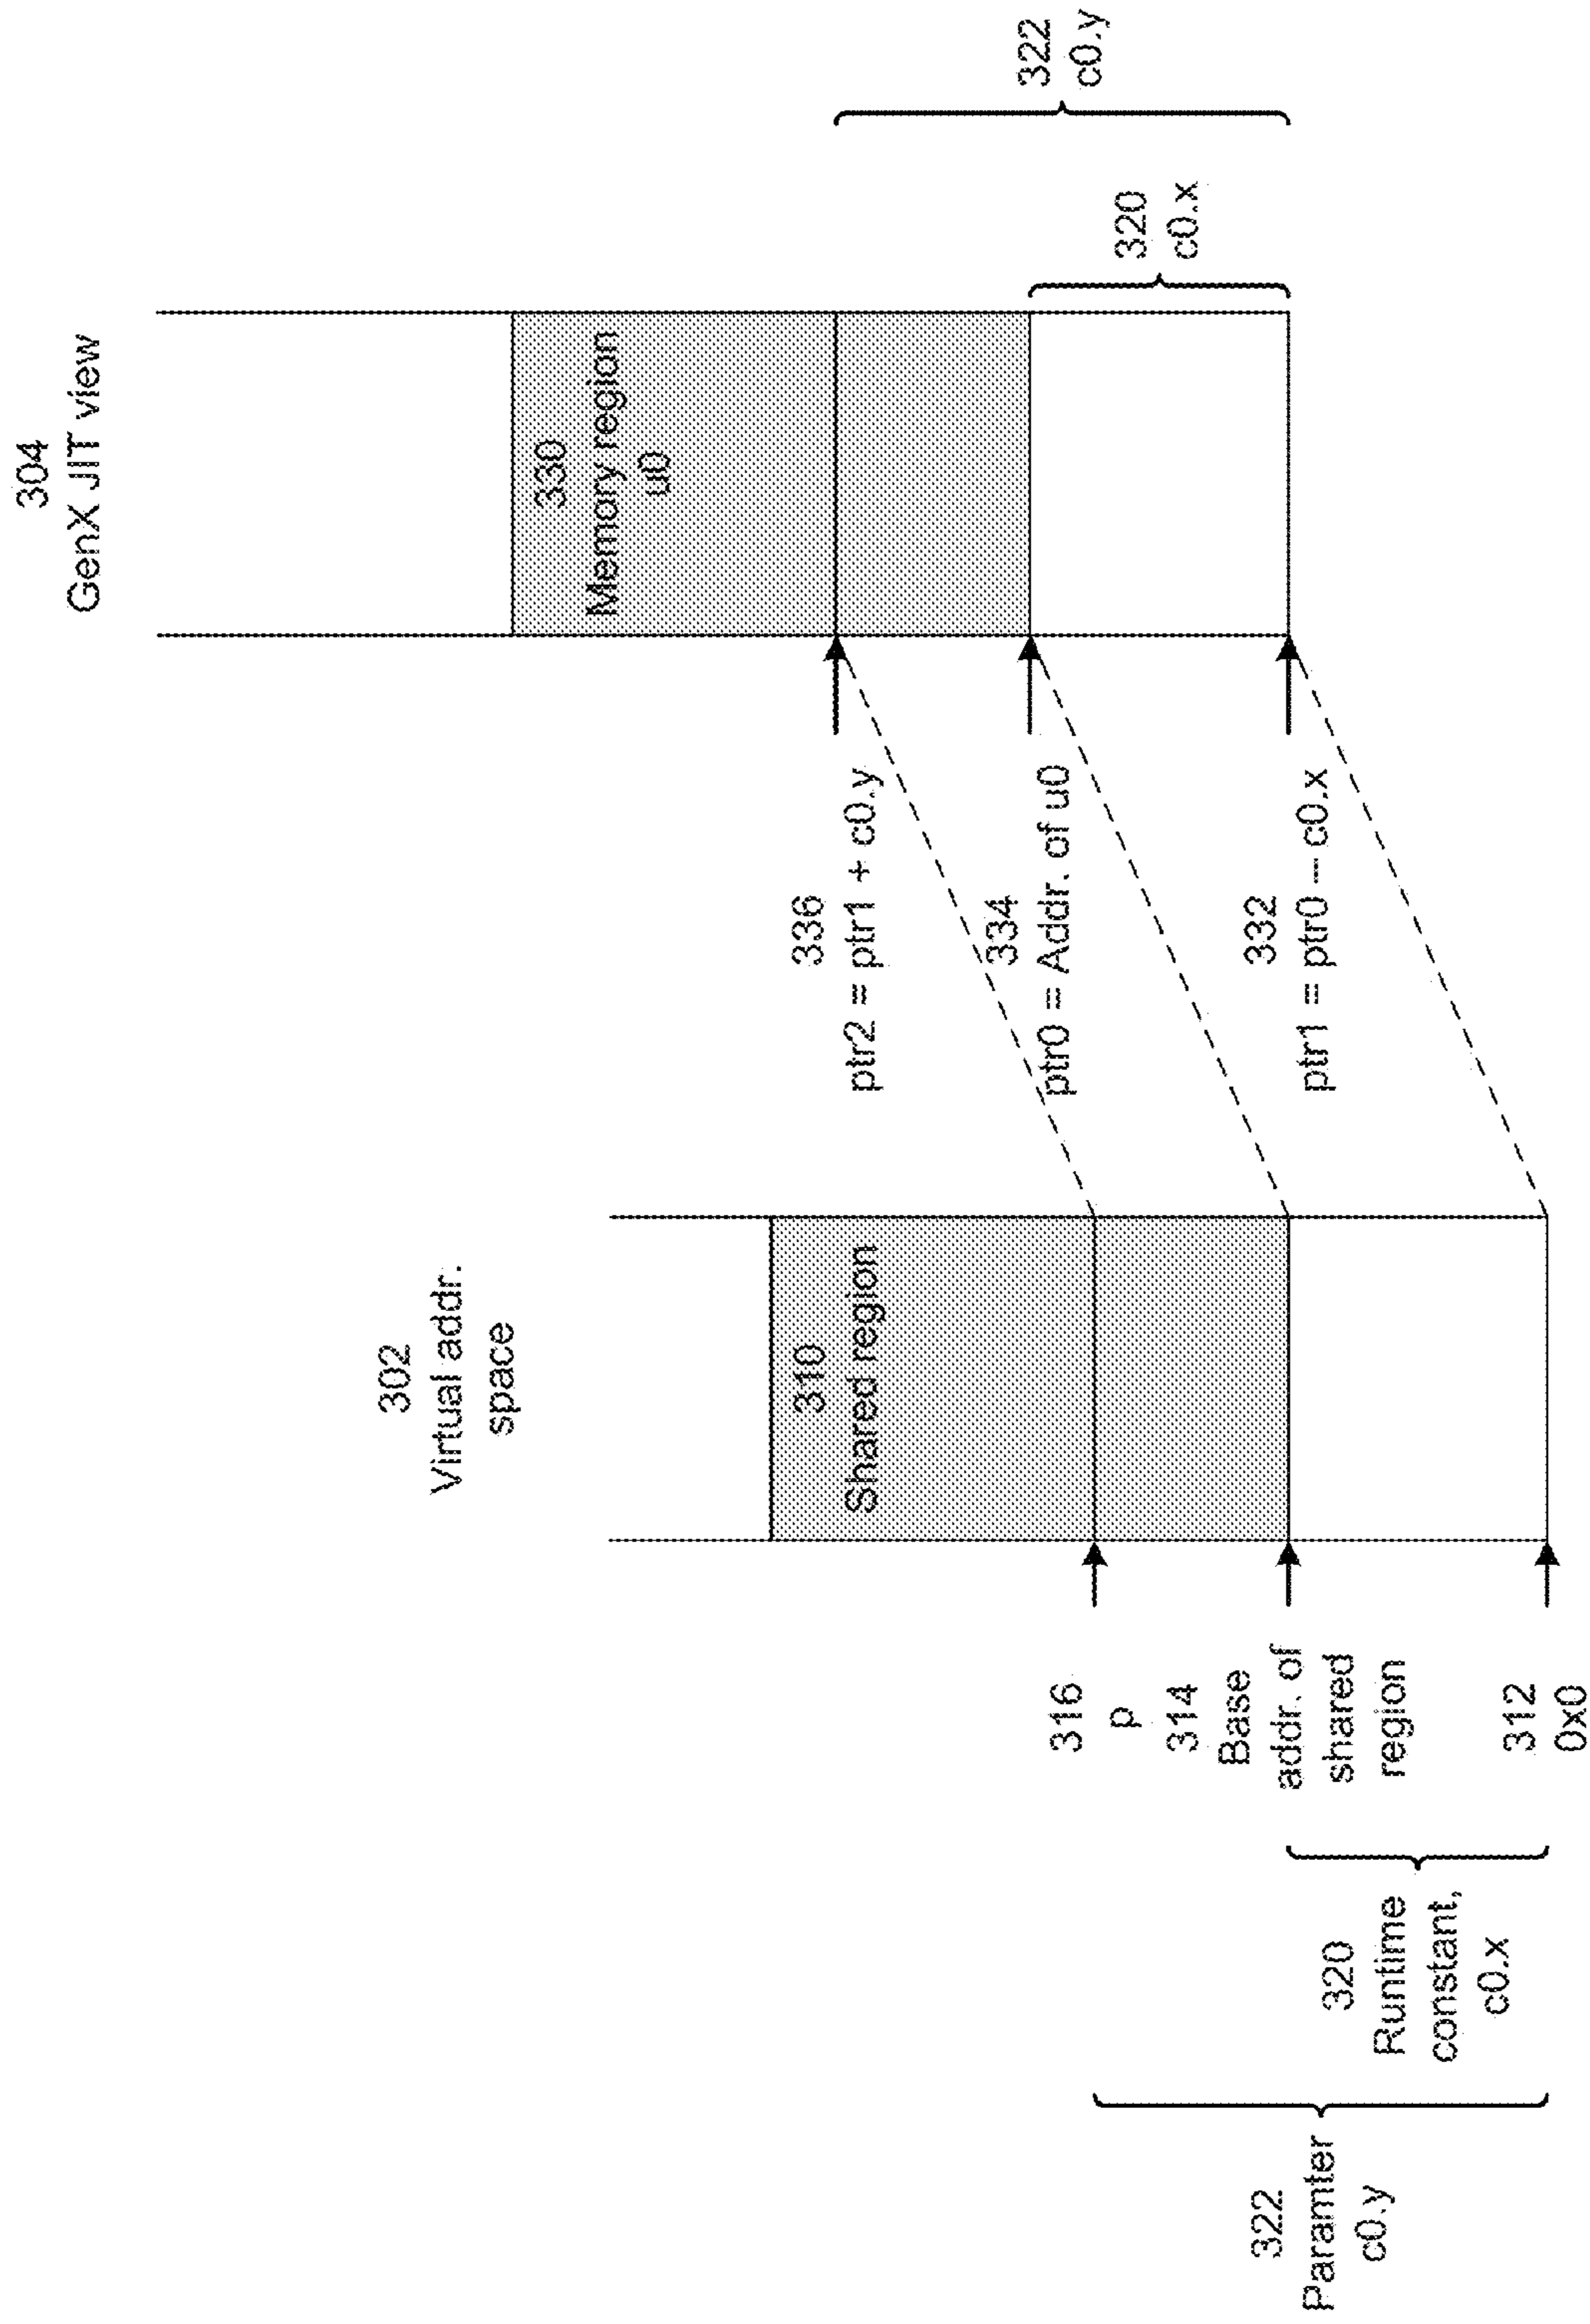 304
GenX JIT view
302
Virtual addr.
space
330
Memory region
u0
310
Shared region
322
Paramter
c0.y
320
Runtime
constant,
c0.x
316
p
314
Base
addr. of
shared
region
312
0x0
336
ptr2 = ptr1 + c0.y
334
ptr0 = Addr. of u0
332
ptr1 = ptr0 – c0.x
320
c0.x
322
c0.y